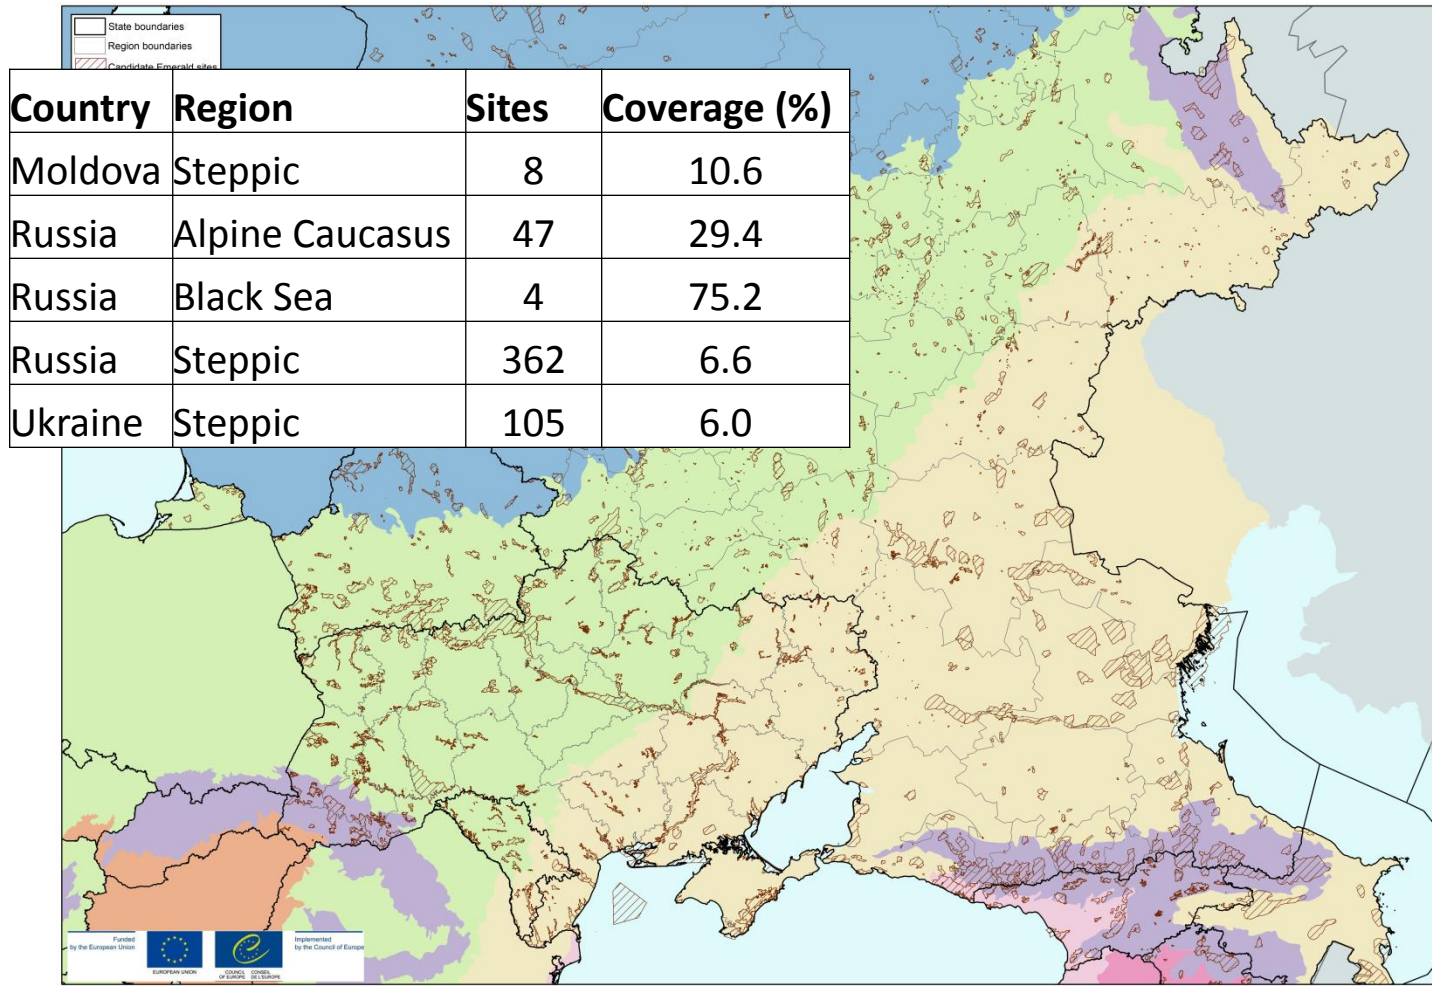 State boundaries
Region boundaries
Candidate Emerald sites
Country Region Sites Coverage (%)
Moldova Steppic 8 10.6
Russia Alpine Caucasus 47 29.4
Russia Black Sea 4 75.2
Russia Steppic 362 6.6
Ukraine Steppic 105 6.0
Funded
by the European Union
EUROPEAN UNION
COUNCIL CONSEIL
OF EUROPE DE L'EUROPE
Implemented
by the Council of Europe